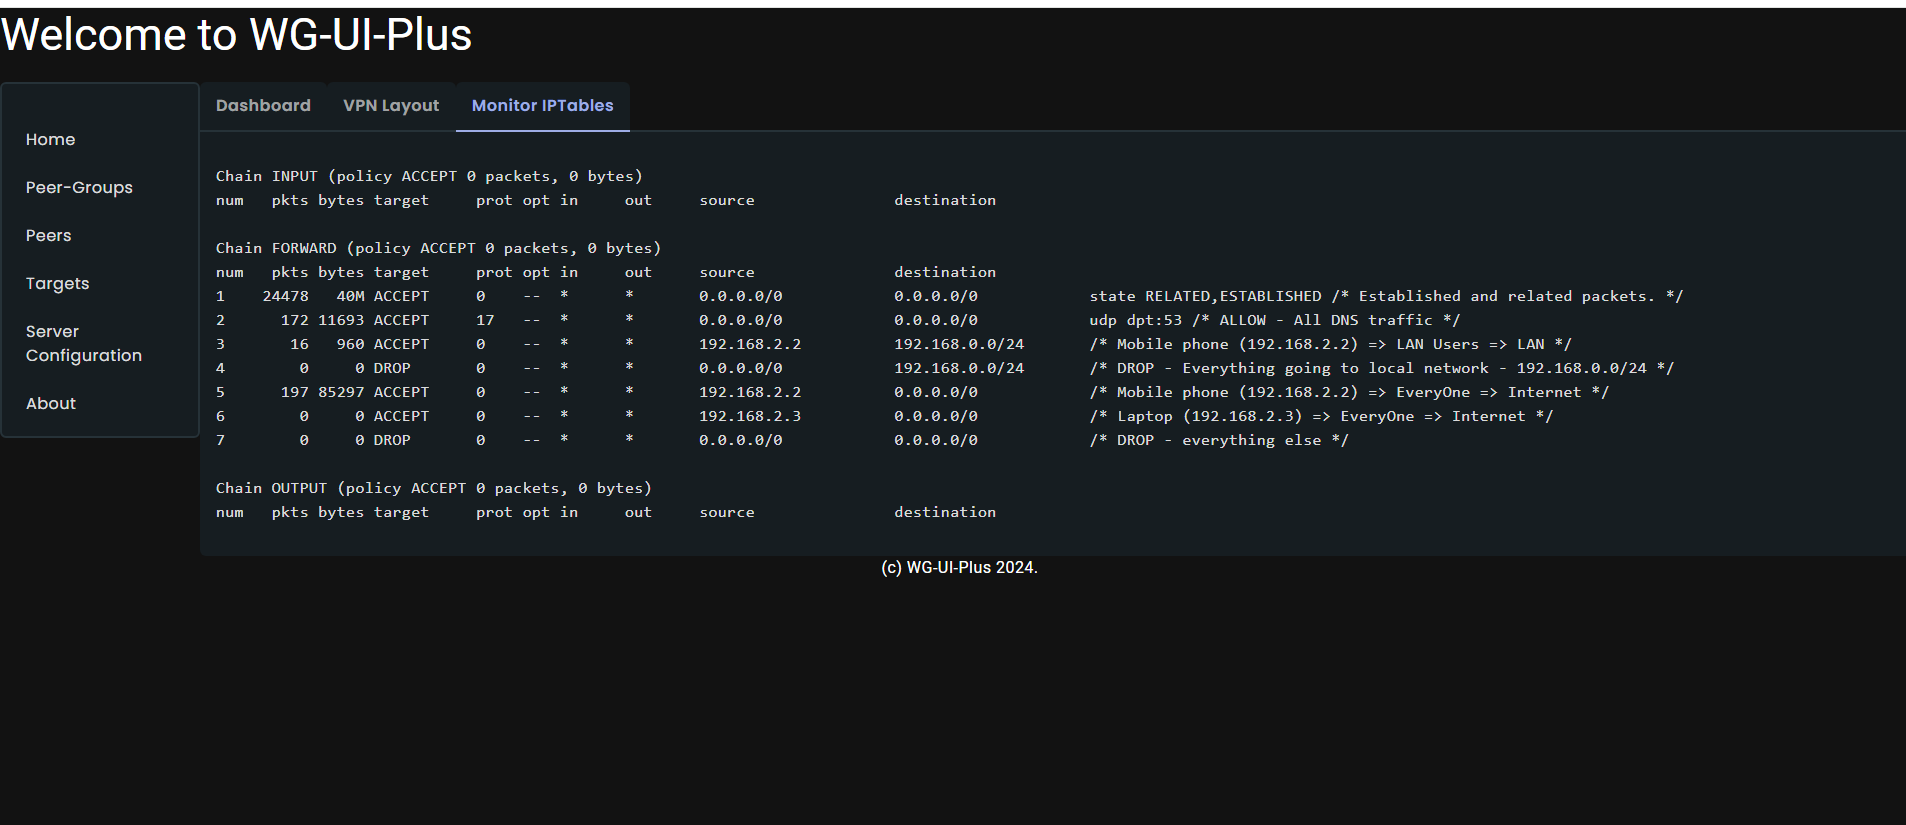 Welcome to WG-UI-Plus
Home
Peer-Groups
Peers
Targets
Server
Configuration
About
Dashboard VPN Layout Monitor IPTables
Chain INPUT (policy ACCEPT 0 packets, 0 bytes)
num   pkts bytes target     prot opt in     out     source               destination
Chain FORWARD (policy ACCEPT 0 packets, 0 bytes)
num   pkts bytes target     prot opt in     out     source               destination
1    24478   40M ACCEPT     0    --  *      *       0.0.0.0/0            0.0.0.0/0            state RELATED,ESTABLISHED /* Established and related packets. */
2      172 11693 ACCEPT     17   --  *      *       0.0.0.0/0            0.0.0.0/0            udp dpt:53 /* ALLOW - All DNS traffic */
3       16   960 ACCEPT     0    --  *      *       192.168.2.2          192.168.0.0/24       /* Mobile phone (192.168.2.2) => LAN Users => LAN */
4        0     0 DROP       0    --  *      *       0.0.0.0/0            192.168.0.0/24       /* DROP - Everything going to local network - 192.168.0.0/24 */
5      197 85297 ACCEPT     0    --  *      *       192.168.2.2          0.0.0.0/0            /* Mobile phone (192.168.2.2) => EveryOne => Internet */
6        0     0 ACCEPT     0    --  *      *       192.168.2.3          0.0.0.0/0            /* Laptop (192.168.2.3) => EveryOne => Internet */
7        0     0 DROP       0    --  *      *       0.0.0.0/0            0.0.0.0/0            /* DROP - everything else */
Chain OUTPUT (policy ACCEPT 0 packets, 0 bytes)
num   pkts bytes target     prot opt in     out     source               destination
(c) WG-UI-Plus 2024.